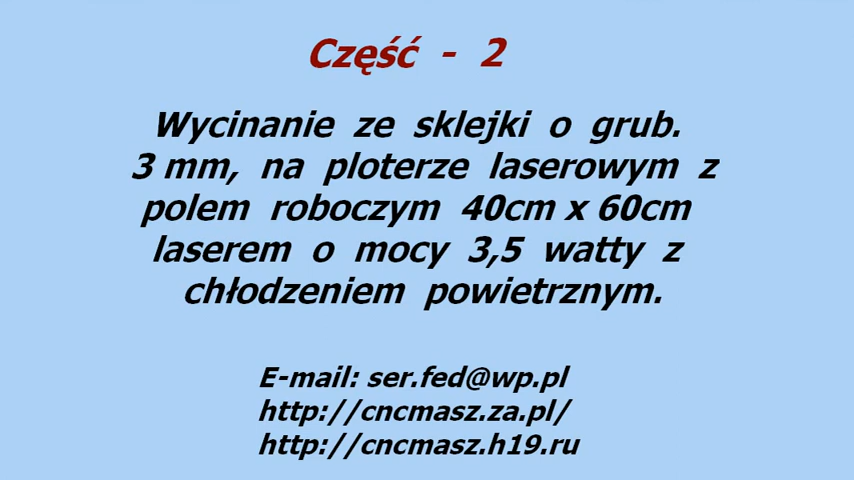 Część - 2
Wycinanie ze sklejki o grub.
3 mm, na ploterze laserowym z
polem roboczym 40cm x 60cm
laserem o mocy 3,5 watty z
chłodzeniem powietrznym.
E-mail: ser.fed@wp.pl
http://cncmasz.za.pl/
http://cncmasz.h19.ru